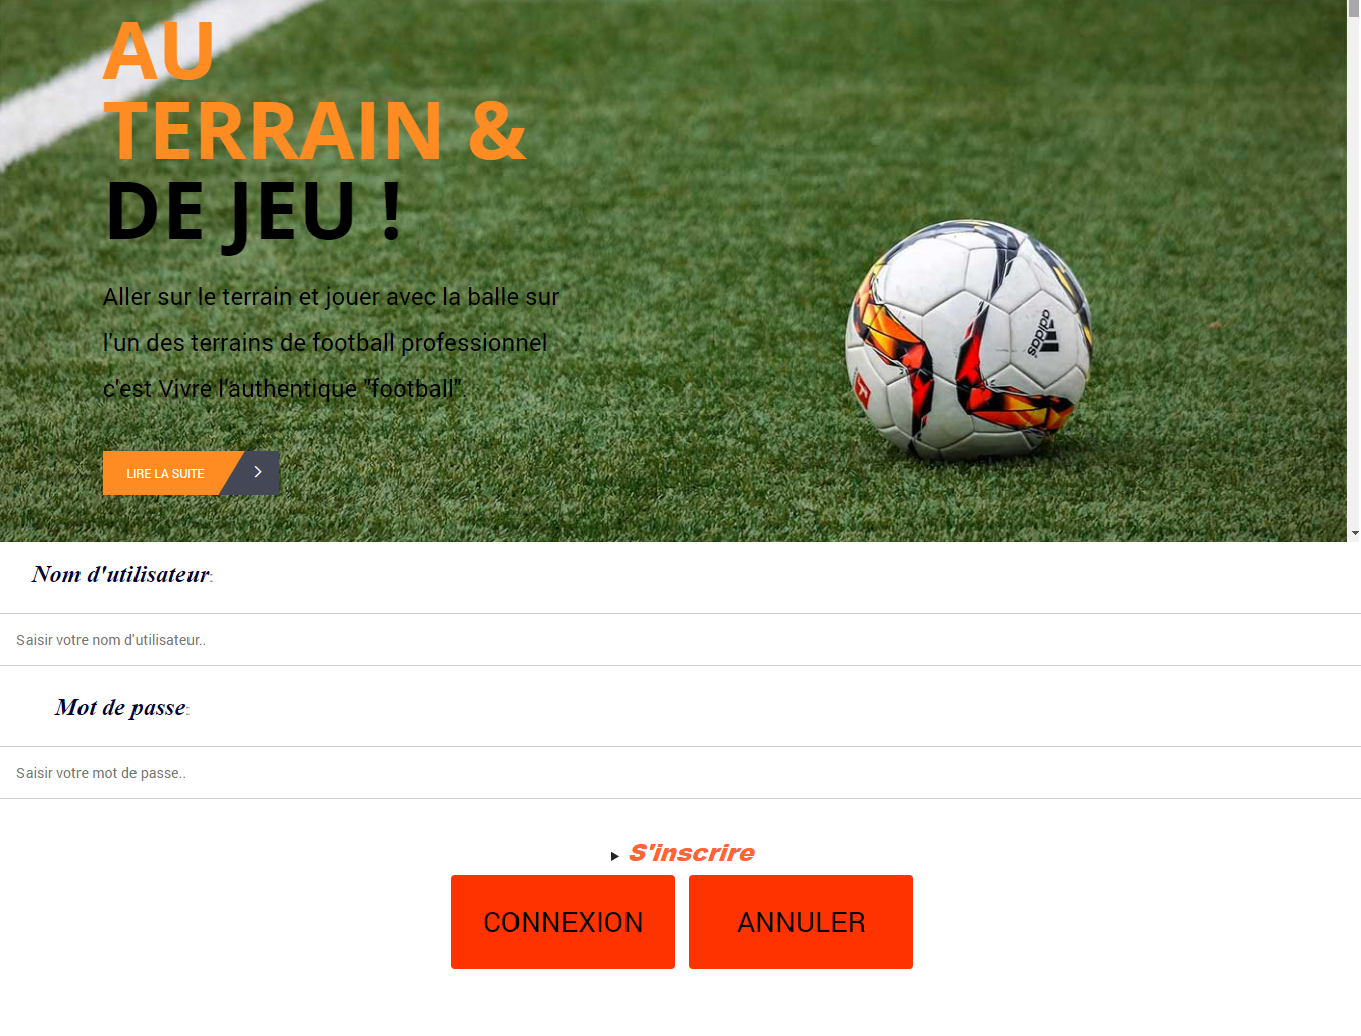 AU
TERRAIN &
DE JEU !
Aller sur le terrain et jouer avec la balle sur
l'un des terrains de football professionnel
c'est Vivre l'authentique "football".
adidas
LIRE LA SUITE
Nom d'utilisateur:
Saisir votre nom d'utilisateur..
Mot de passe:
Saisir votre mot de passe..
S'inscrire
CONNEXION ANNULER